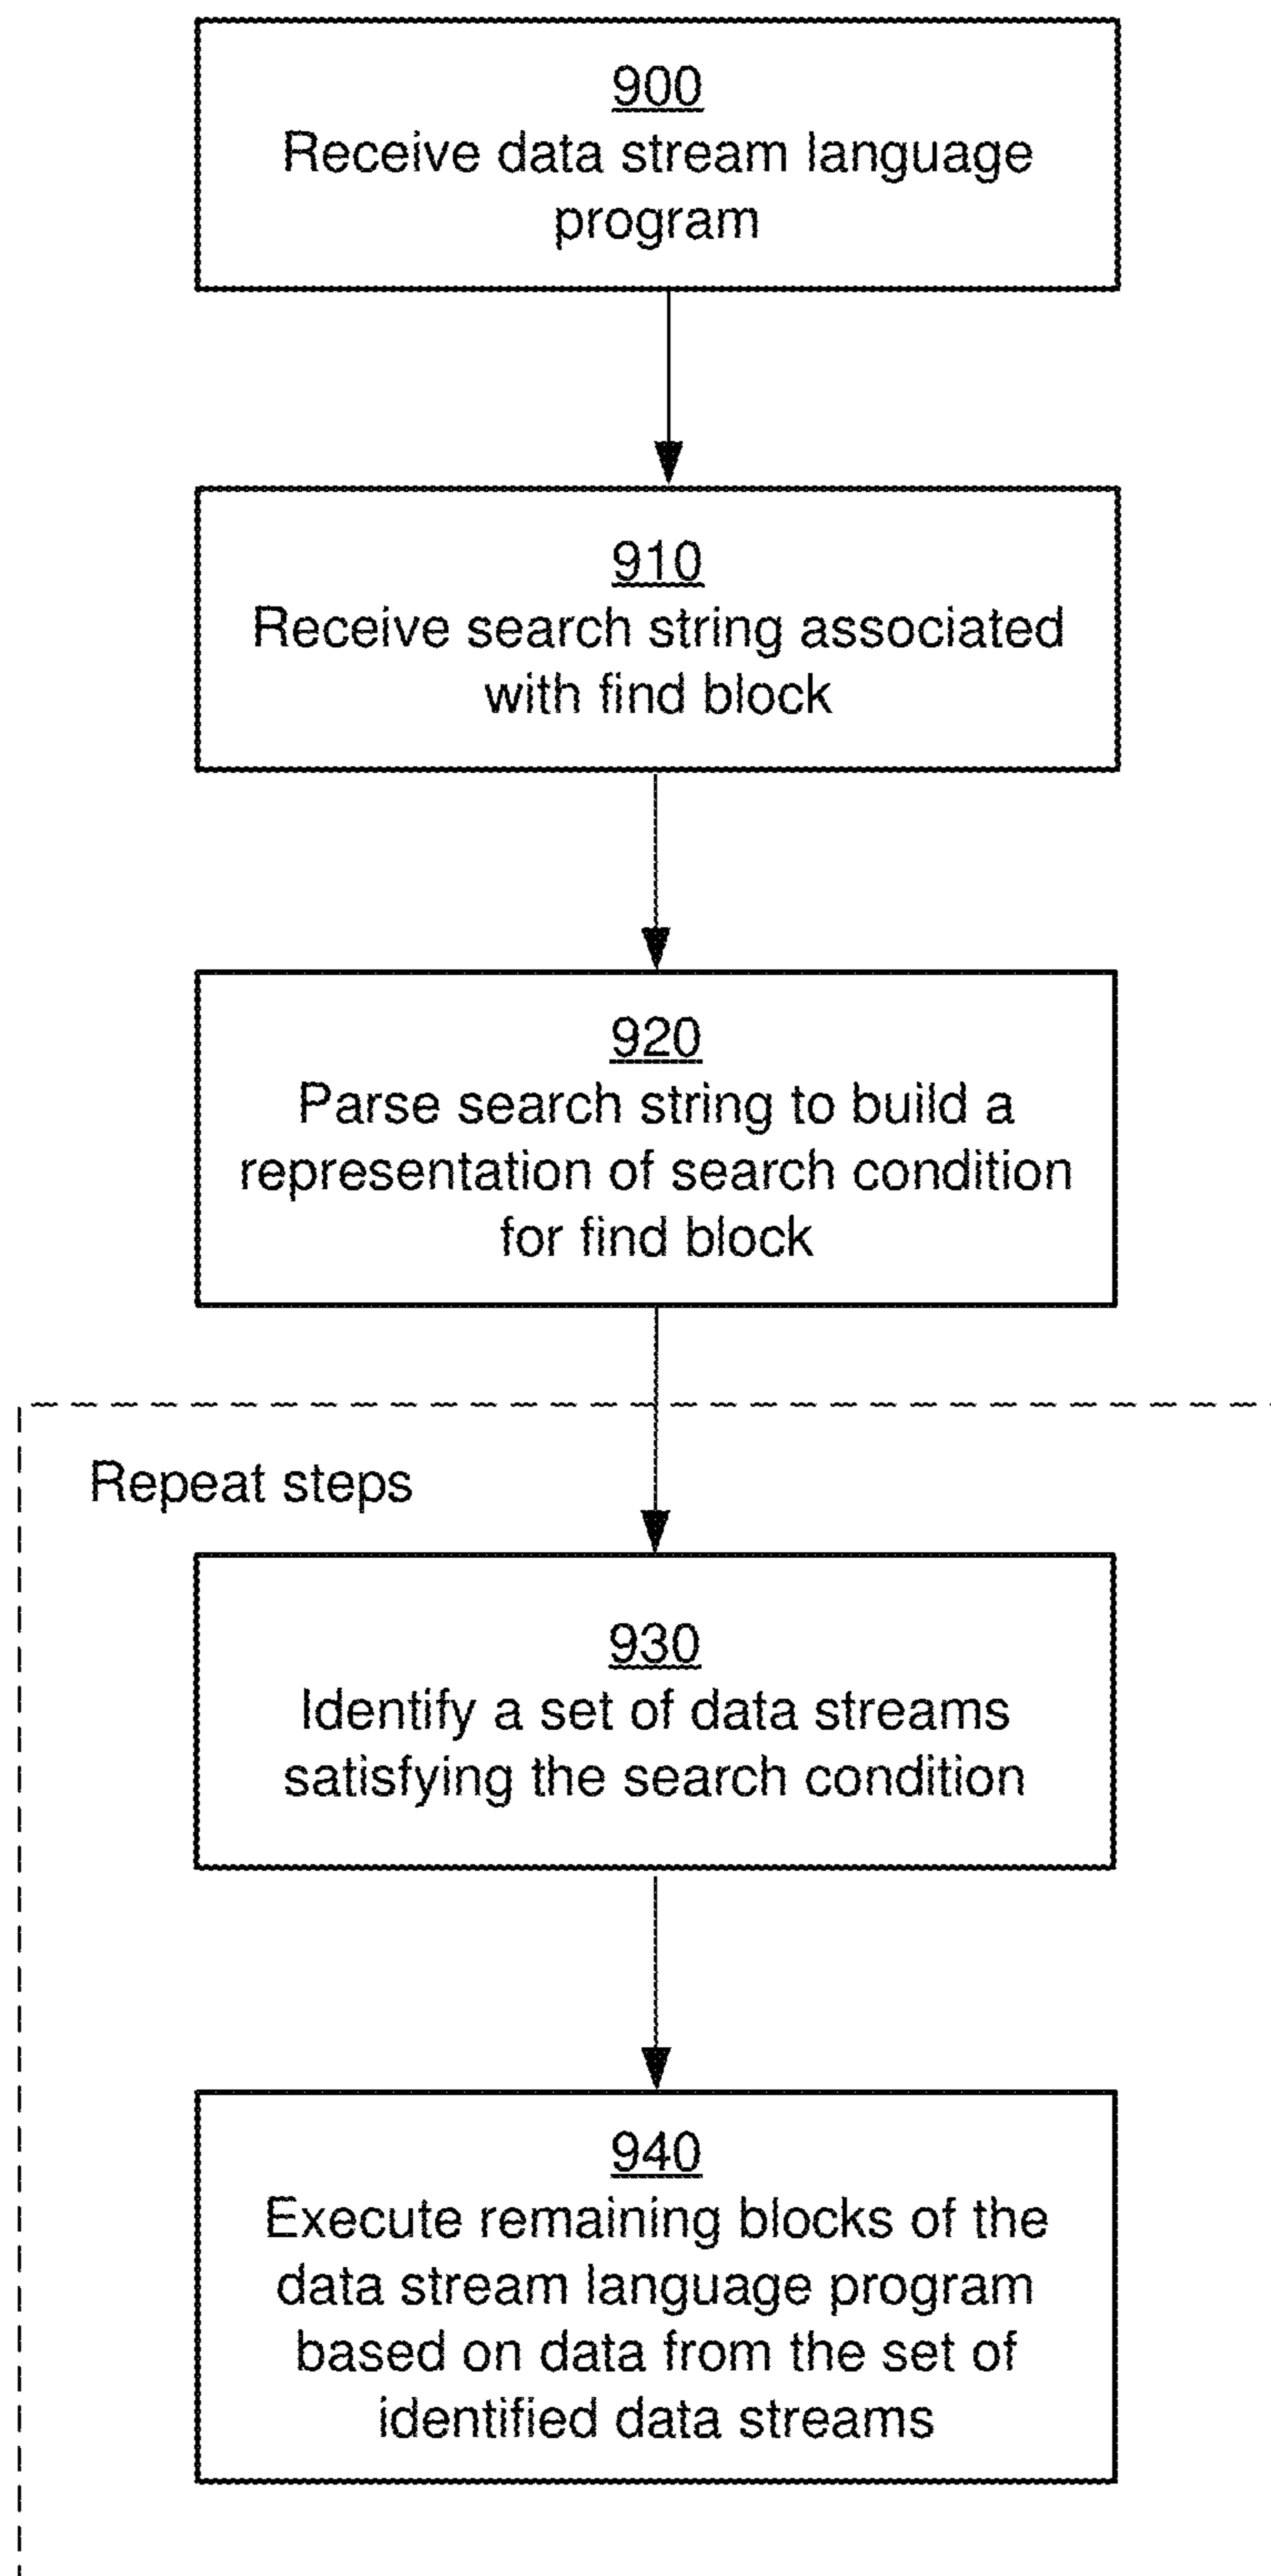 900
Receive data stream language
program
910
Receive search string associated
with find block
920
Parse search string to build a
representation of search condition
for find block
Repeat steps
930
Identify a set of data streams
satisfying the search condition
940
Execute remaining blocks of the
data stream language program
based on data from the set of
identified data streams